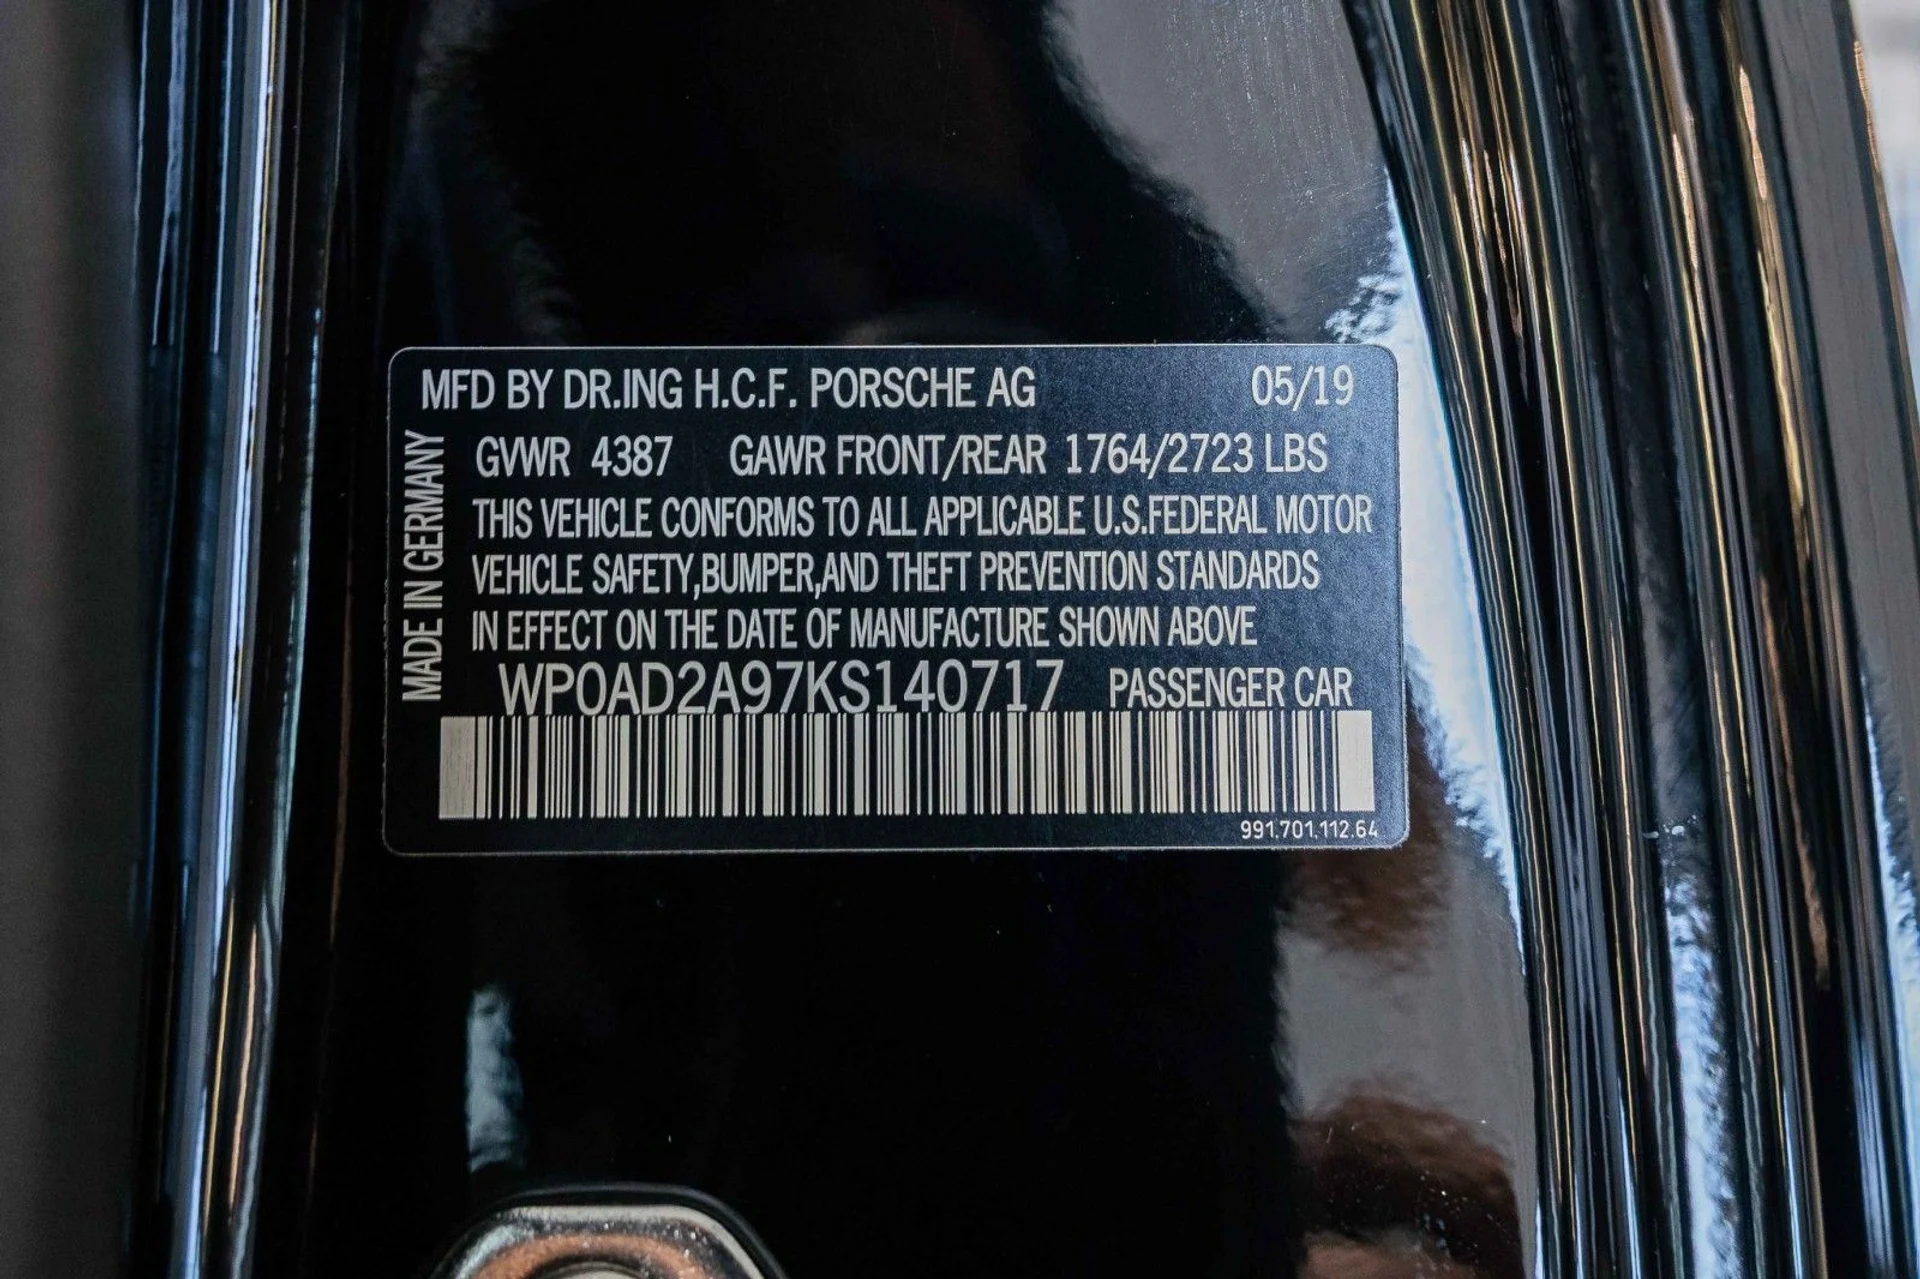 MFD BY DR.ING H.C.F. PORSCHE AG 05/19
GVWR 4387 GAWR FRONT/REAR 1764/2723 LBS
THIS VEHICLE CONFORMS TO ALL APPLICABLE U.S.FEDERAL MOTOR
VEHICLE SAFETY,BUMPER,AND THEFT PREVENTION STANDARDS
IN EFFECT ON THE DATE OF MANUFACTURE SHOWN ABOVE
WP0AD2A97KS140717 PASSENGER CAR
991.701.112.64
MADE IN GERMANY